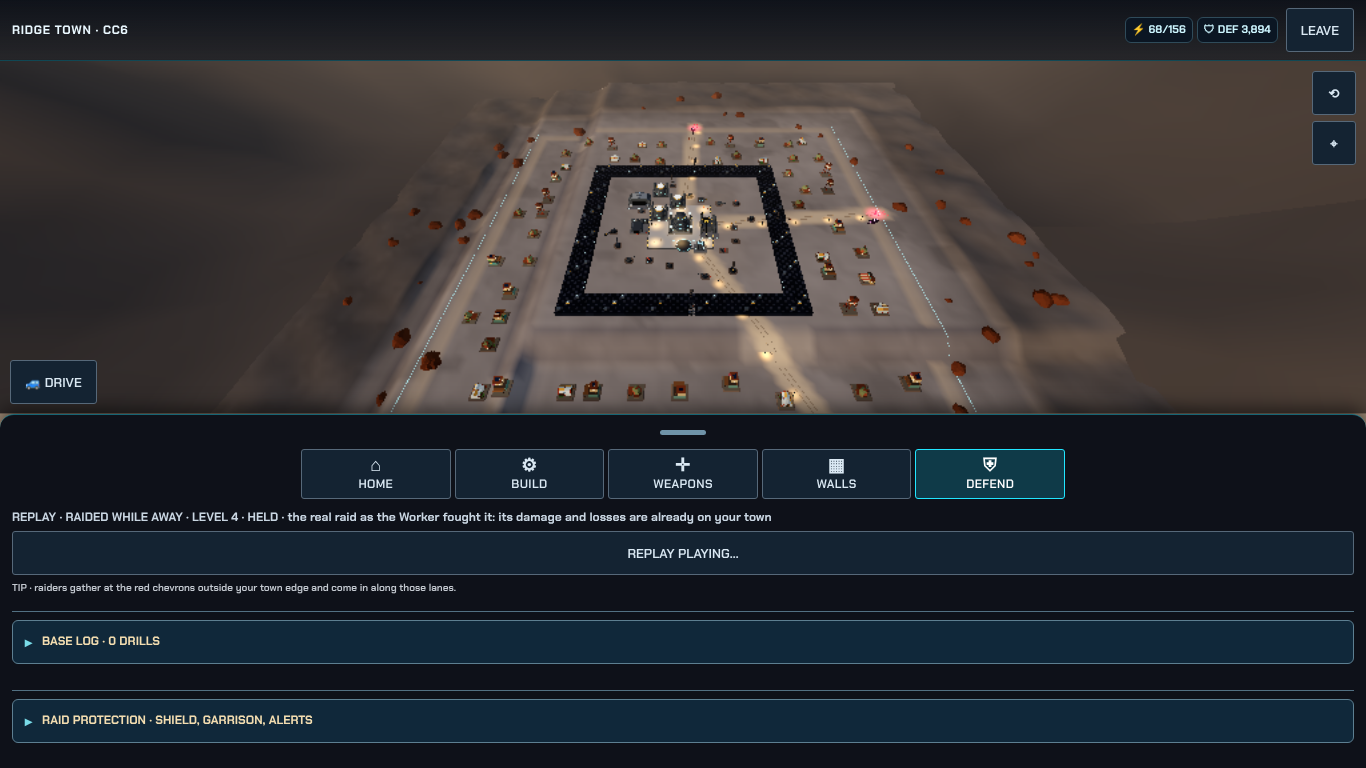 RIDGE TOWN · CC6
⚡ 68/156
DEF 3,894
LEAVE
DRIVE
HOME
BUILD
WEAPONS
WALLS
DEFEND
REPLAY · RAIDED WHILE AWAY · LEVEL 4 · HELD · the real raid as the Worker fought it: its damage and losses are already on your town
REPLAY PLAYING...
TIP · raiders gather at the red chevrons outside your town edge and come in along those lanes.
BASE LOG · 0 DRILLS
RAID PROTECTION · SHIELD, GARRISON, ALERTS